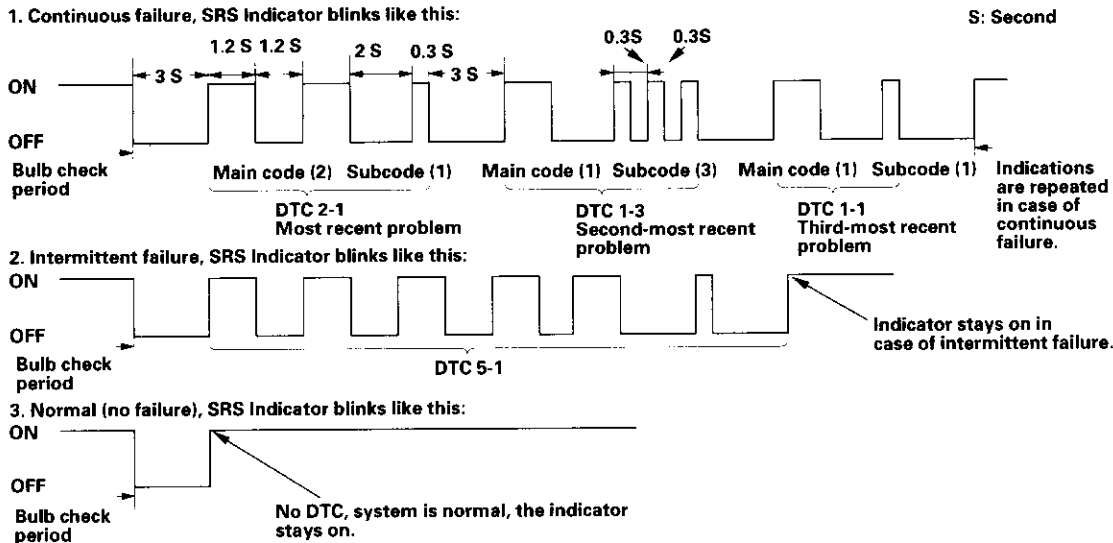 1. Continuous failure, SRS Indicator blinks like this:
S: Second
1.2 S 1.2 S 2 S 0.3 S 0.3S 0.3S
3 S 3 S
ON
OFF
Bulb check
period
Main code (2) Subcode (1) Main code (1) Subcode (3) Main code (1) Subcode (1)
DTC 2-1
Most recent problem
DTC 1-3
Second-most recent
problem
DTC 1-1
Third-most recent
problem
Indications
are repeated
in case of
continuous
failure.
2. Intermittent failure, SRS Indicator blinks like this:
ON
OFF
Bulb check
period
DTC 5-1
Indicator stays on in
case of intermittent failure.
3. Normal (no failure), SRS Indicator blinks like this:
ON
OFF
Bulb check
period
No DTC, system is normal, the indicator
stays on.